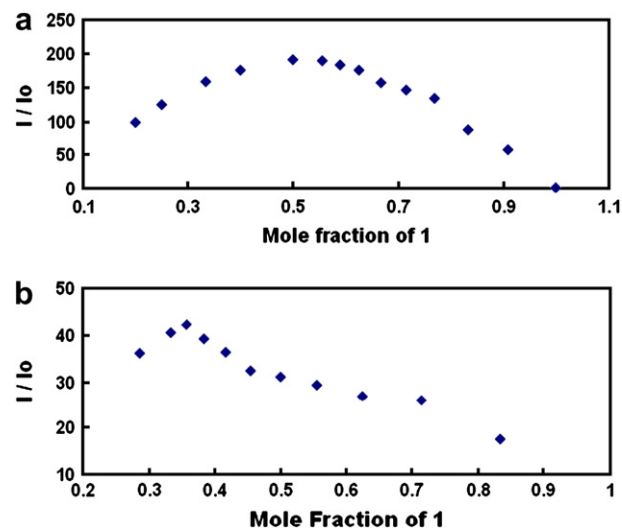 a
250
200
150
100
50
0
I / Io
0.1 0.3 0.5 0.7 0.9 1.1
Mole fraction of 1
b
50
40
30
20
10
I / Io
0.2 0.3 0.4 0.5 0.6 0.7 0.8 0.9 1
Mole Fraction of 1